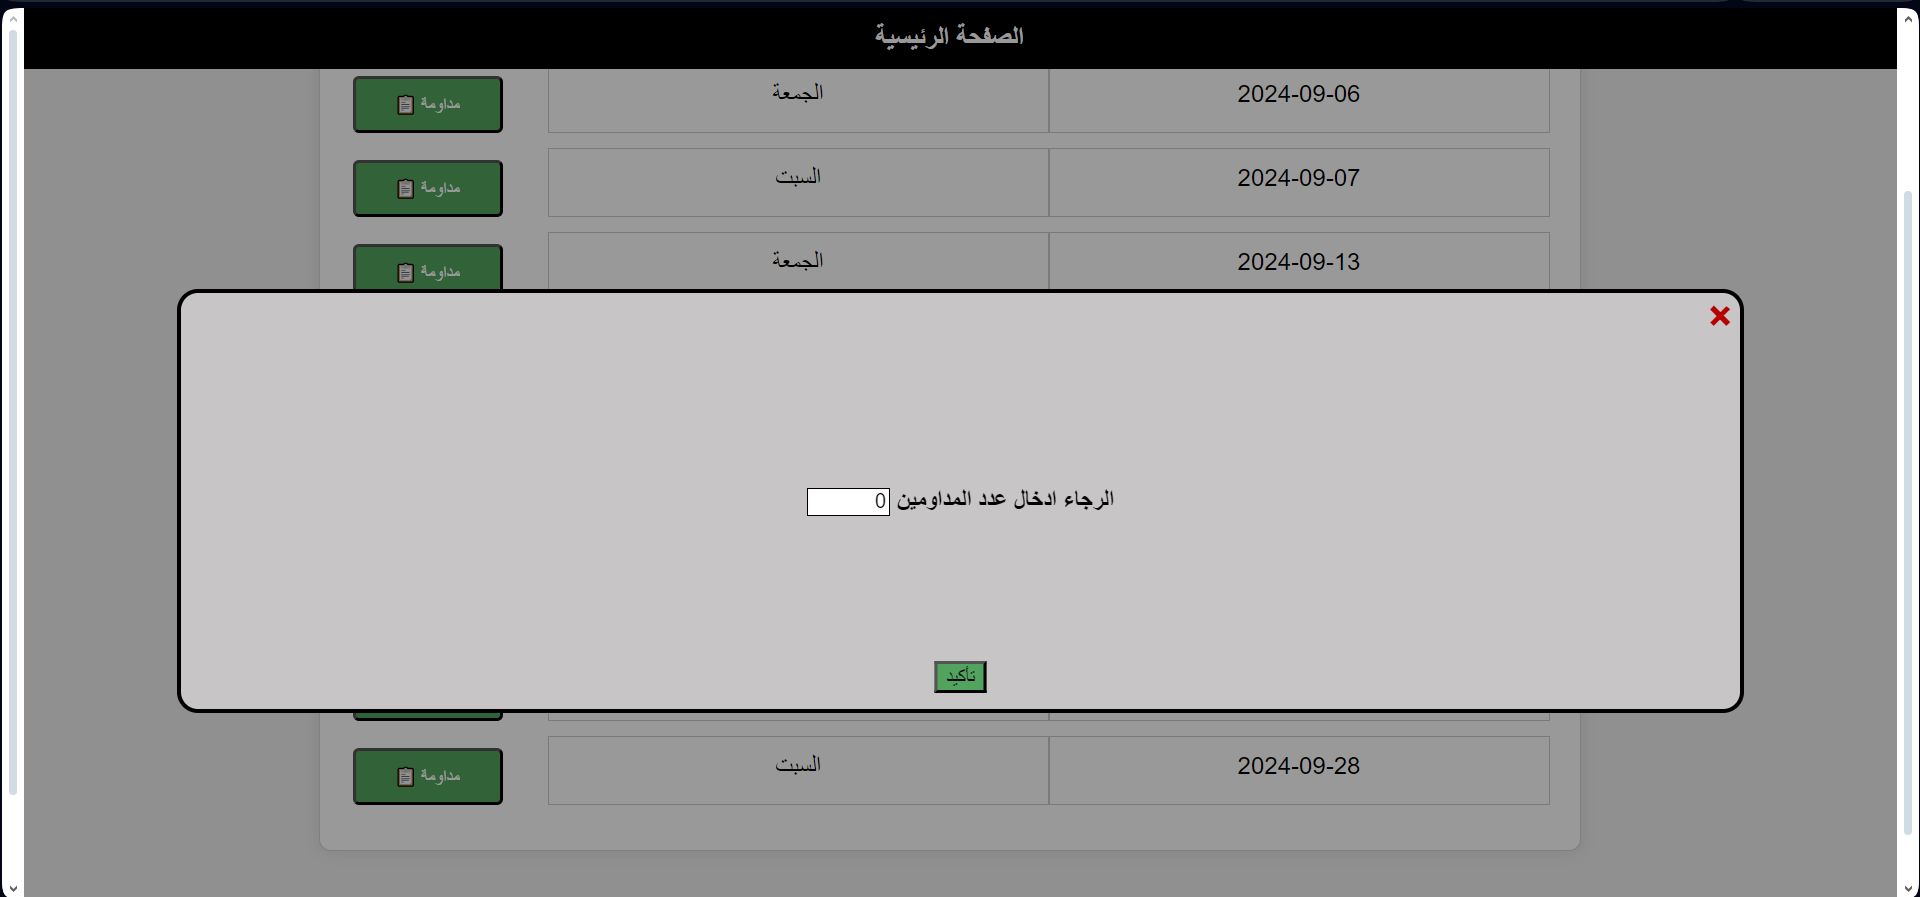 الصفحة الرئيسية
2024-09-06 الجمعة مداومة
2024-09-07 السبت مداومة
2024-09-13 الجمعة مداومة
الرجاء ادخال عدد المداومين 0
تأكيد
2024-09-28 السبت مداومة